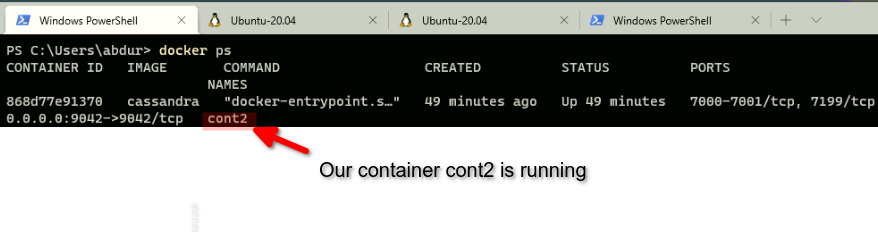 Windows PowerShell Ubuntu-20.04 Ubuntu-20.04 Windows PowerShell
PS C:\Users\abdur> docker ps
CONTAINER ID IMAGE COMMAND CREATED STATUS PORTS
NAMES
868d77e91370 cassandra "docker-entrypoint.s…" 49 minutes ago Up 49 minutes 7000-7001/tcp, 7199/tcp
0.0.0.0:9042->9042/tcp cont2
Our container cont2 is running